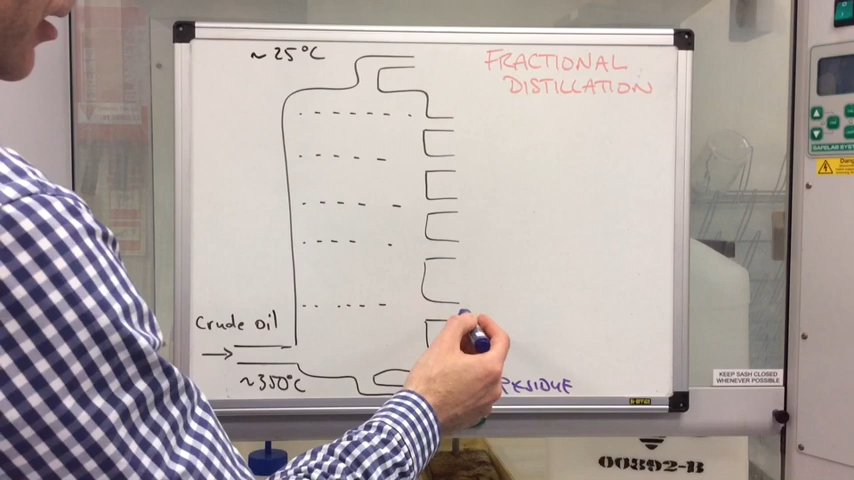 ~25°C
FRACTIONAL
DISTILLATION
Crude oil
~350°C
RESIDUE
KEEP SASH CLOSED
WHENEVER POSSIBLE
00892-B